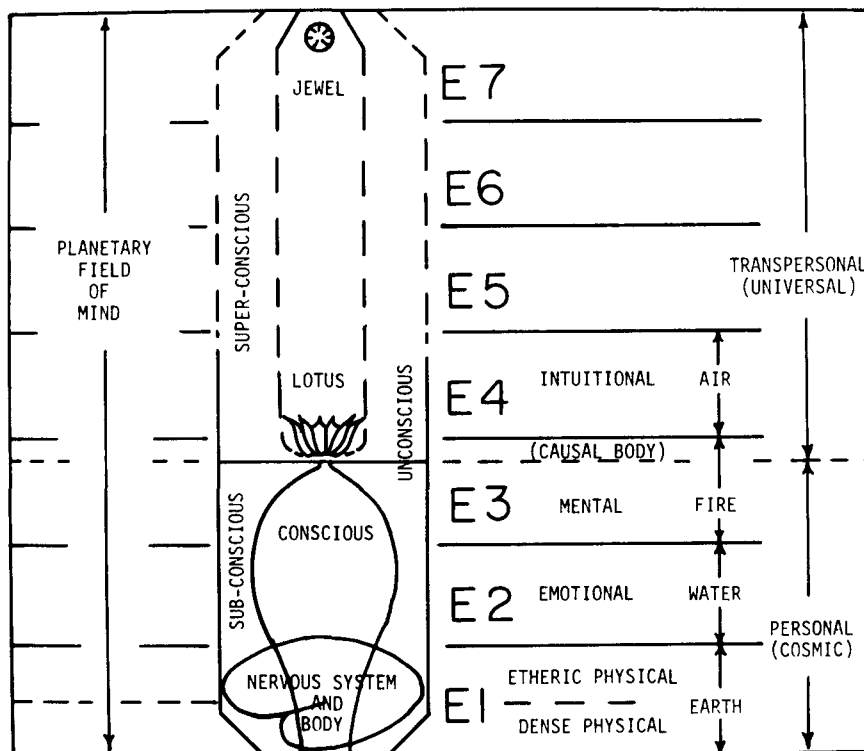 JEWEL
E7
E6
PLANETARY
FIELD
OF
MIND
SUPER-CONSCIOUS
TRANSPERSONAL
(UNIVERSAL)
E5
LOTUS
UNCONSCIOUS
E4
INTUITIONAL
AIR
(CAUSAL BODY)
SUB-CONSCIOUS
CONSCIOUS
E3
MENTAL
FIRE
E2
EMOTIONAL
WATER
PERSONAL
(COSMIC)
NERVOUS SYSTEM
AND
BODY
E1
ETHERIC PHYSICAL
DENSE PHYSICAL
EARTH